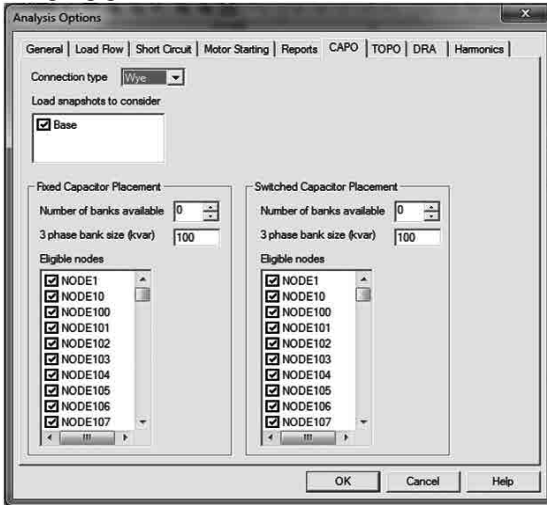 Analysis Options
General Load Flow Short Circuit Motor Starting Reports CAPO TOPO DRA Harmonics
Connection type Wye
Load snapshots to consider
Base
Fixed Capacitor Placement
Number of banks available 0
3 phase bank size (kvar) 100
Eligible nodes
NODE1
NODE10
NODE100
NODE101
NODE102
NODE103
NODE104
NODE105
NODE106
NODE107
Switched Capacitor Placement
Number of banks available 0
3 phase bank size (kvar) 100
Eligible nodes
NODE1
NODE10
NODE100
NODE101
NODE102
NODE103
NODE104
NODE105
NODE106
NODE107
OK Cancel Help